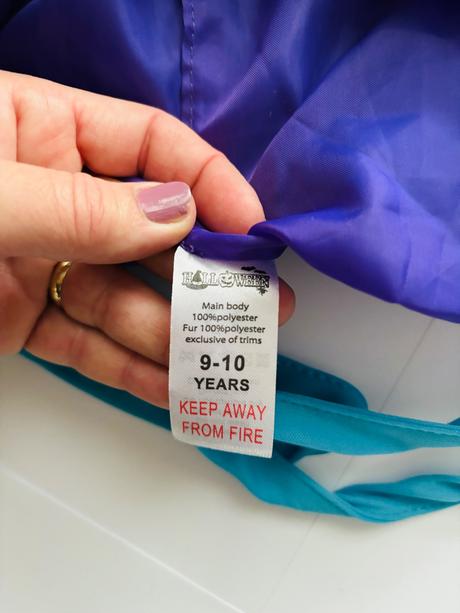 HALLOWEEN
Main body
100%polyester
Fur 100%polyester
exclusive of trims
9-10
YEARS
KEEP AWAY
FROM FIRE